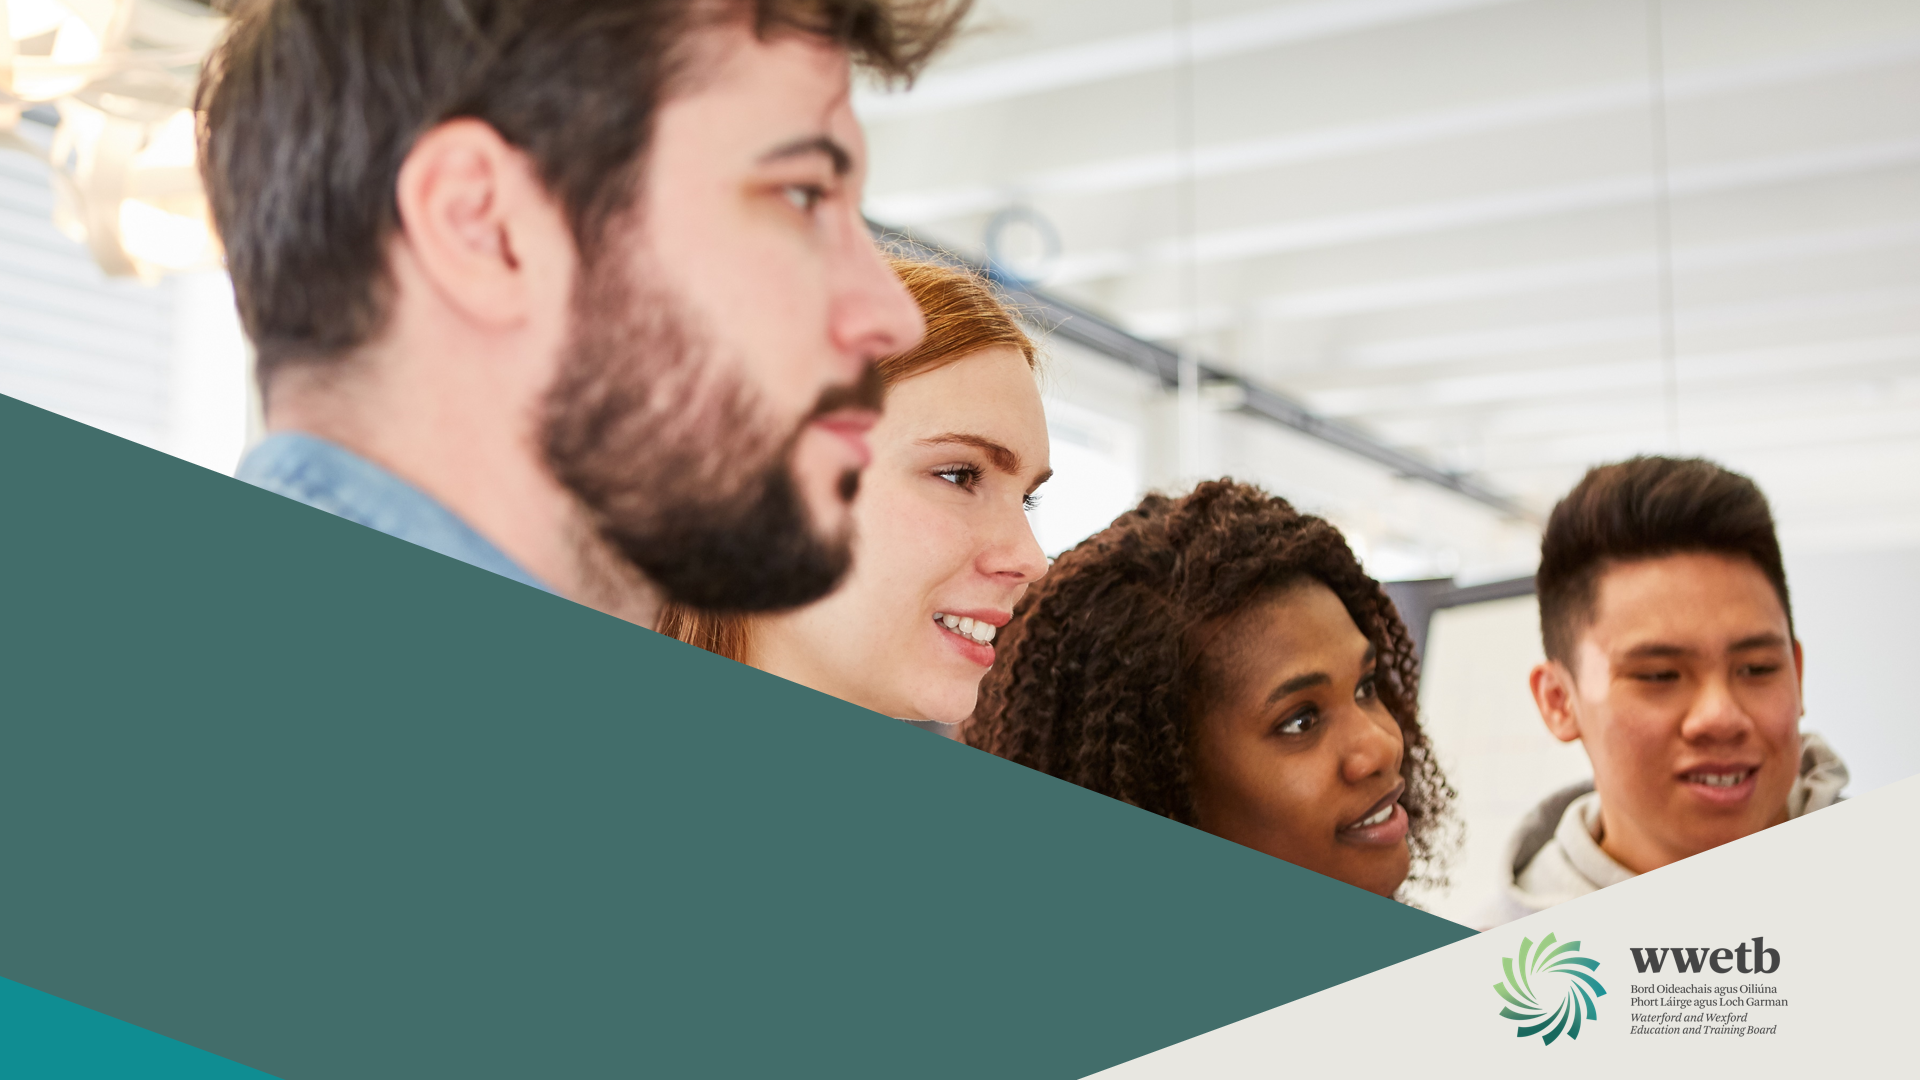 wwetb
Bord Oideachais agus Oiliúna
Phort Láirge agus Loch Garman
Waterford and Wexford
Education and Training Board